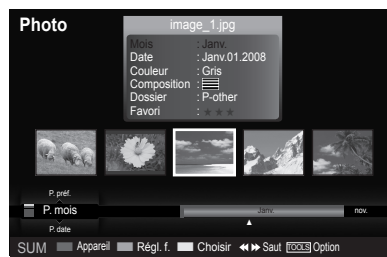 Photo
image_1.jpg
Mois : Janv.
Date : Janv.01.2008
Couleur : Gris
Composition :
Dossier : P-other
Favori : ★ ★ ★
P. préf.
P. mois
Janv.
nov.
P. date
SUM Appareil Régl. f. Choisir ◄◄ ►► Saut TOOLS Option